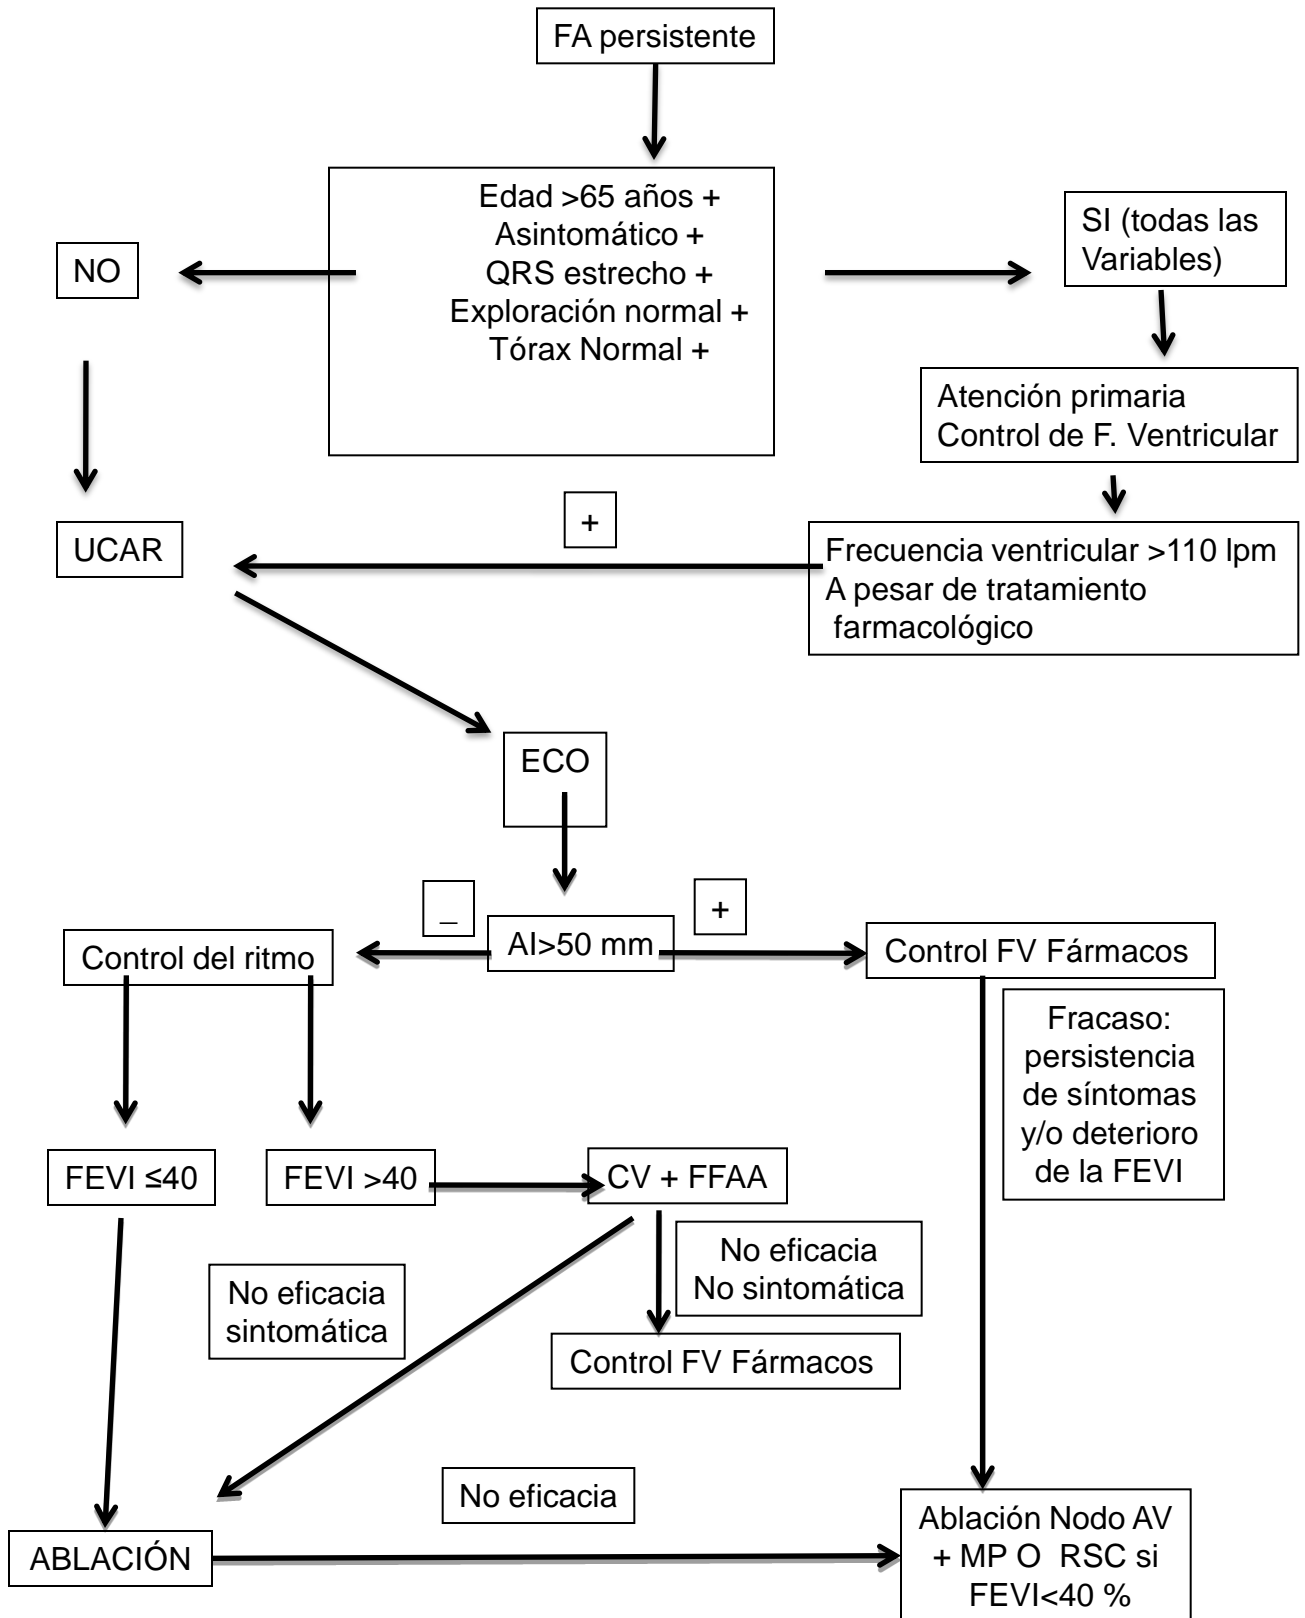 FA persistente
Edad >65 años +
Asintomático +
QRS estrecho +
Exploración normal +
Tórax Normal +
NO
SI (todas las
Variables)
Atención primaria
Control de F. Ventricular
+
UCAR
Frecuencia ventricular >110 lpm
A pesar de tratamiento
farmacológico
ECO
_
+
AI>50 mm
Control del ritmo
Control FV Fármacos
Fracaso:
persistencia
de síntomas
y/o deterioro
de la FEVI
FEVI ≤40
FEVI >40
CV + FFAA
No eficacia
No sintomática
No eficacia
sintomática
Control FV Fármacos
No eficacia
ABLACIÓN
Ablación Nodo AV
+ MP O RSC si
FEVI<40 %